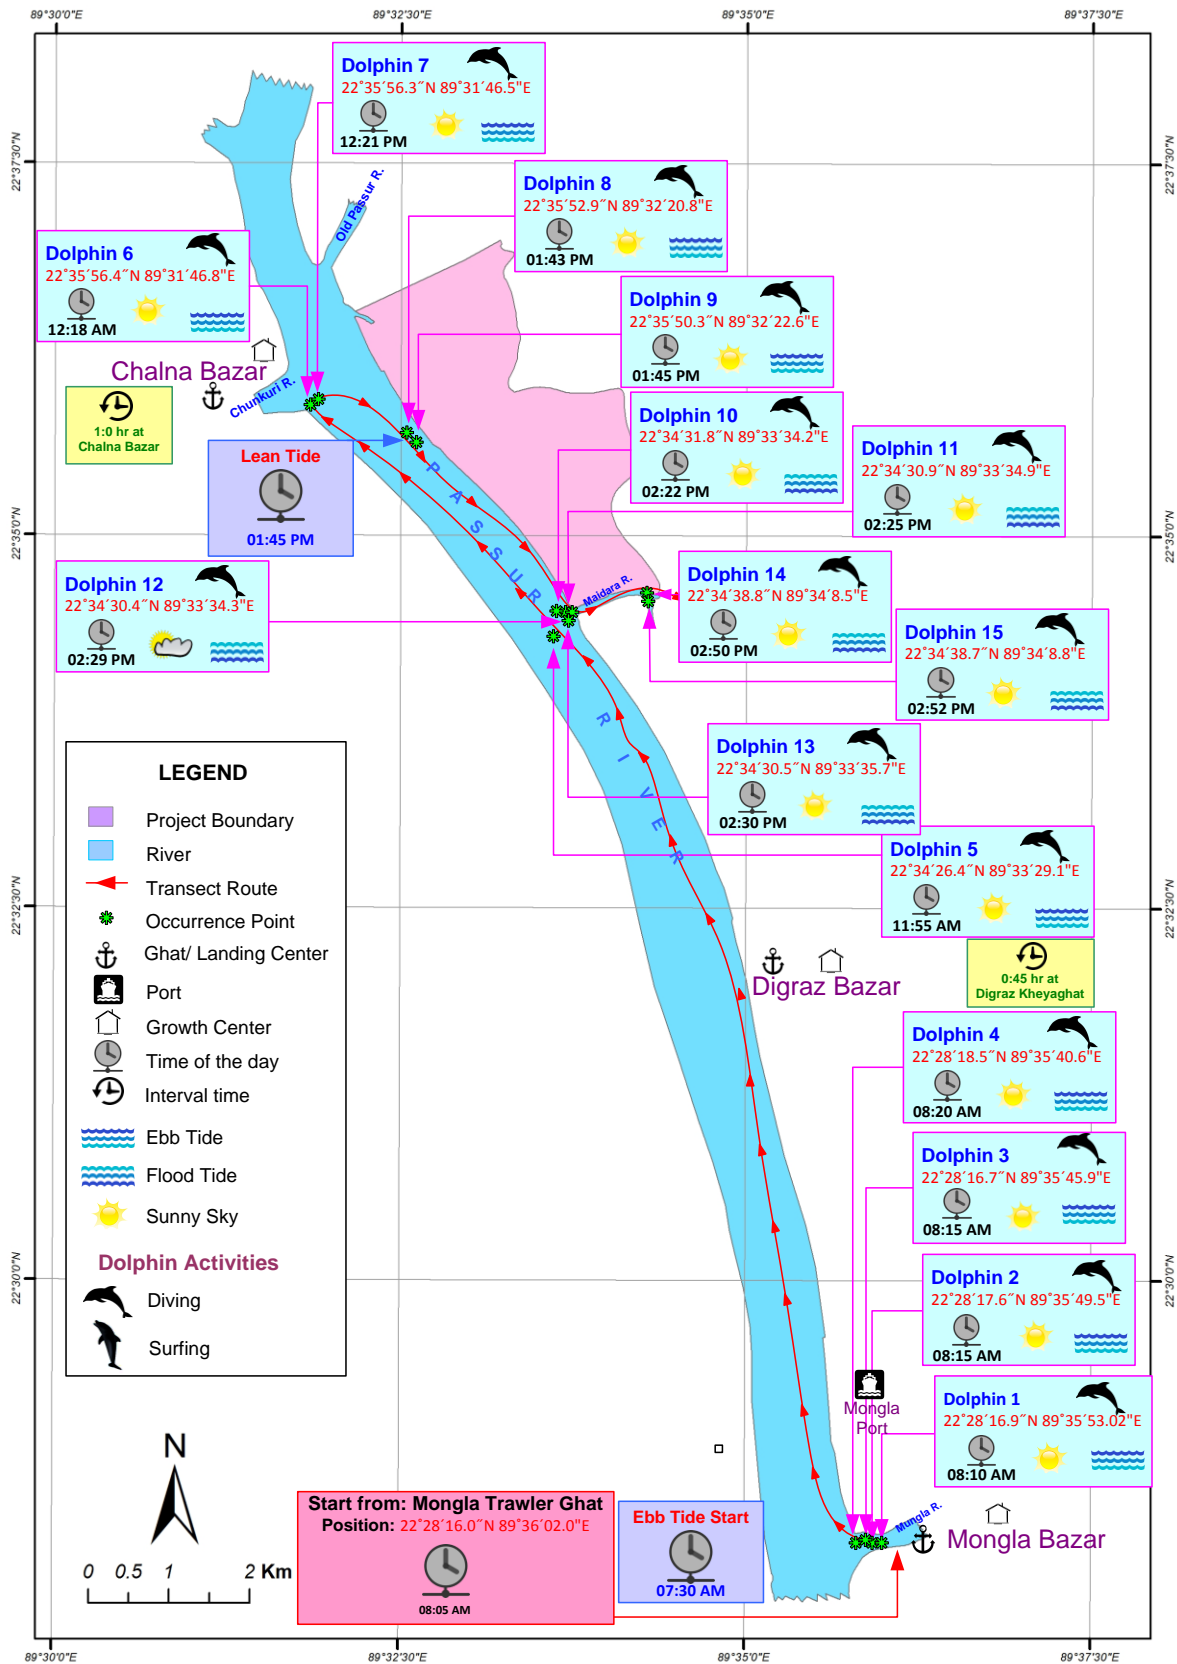 89°30'0"E
89°32'30"E
89°35'0"E
89°37'30"E
22°37'30"N
22°37'30"N
Dolphin 7
22°35´56.3˝N 89°31´46.5"E
12:21 PM
Dolphin 8
22°35´52.9˝N 89°32´20.8"E
01:43 PM
Old Passur R.
Dolphin 6
22°35´56.4˝N 89°31´46.8"E
12:18 AM
Dolphin 9
22°35´50.3˝N 89°32´22.6"E
01:45 PM
Chalna Bazar
Chunkuri R.
1:0 hr at
Chalna Bazar
Dolphin 10
22°34´31.8˝N 89°33´34.2"E
02:22 PM
Dolphin 11
22°34´30.9˝N 89°33´34.9"E
02:25 PM
Lean Tide
01:45 PM
22°35'0"N
22°35'0"N
PASSUR RIVER
Maidara R.
Dolphin 12
22°34´30.4˝N 89°33´34.3"E
02:29 PM
Dolphin 14
22°34´38.8˝N 89°34´8.5"E
02:50 PM
Dolphin 15
22°34´38.7˝N 89°34´8.8"E
02:52 PM
Dolphin 13
22°34´30.5˝N 89°33´35.7"E
02:30 PM
Dolphin 5
22°34´26.4˝N 89°33´29.1"E
11:55 AM
22°32'30"N
22°32'30"N
0:45 hr at
Digraz Kheyaghat
Digraz Bazar
Dolphin 4
22°28´18.5˝N 89°35´40.6"E
08:20 AM
Dolphin 3
22°28´16.7˝N 89°35´45.9"E
08:15 AM
Dolphin 2
22°28´17.6˝N 89°35´49.5"E
08:15 AM
Dolphin 1
22°28´16.9˝N 89°35´53.02"E
08:10 AM
22°30'0"N
22°30'0"N
Mongla
Port
Mungla R.
Mongla Bazar
LEGEND
Project Boundary
River
Transect Route
Occurrence Point
Ghat/ Landing Center
Port
Growth Center
Time of the day
Interval time
Ebb Tide
Flood Tide
Sunny Sky
Dolphin Activities
Diving
Surfing
N
0 0.5 1 2 Km
Start from: Mongla Trawler Ghat
Position: 22°28´16.0˝N 89°36´02.0"E
08:05 AM
Ebb Tide Start
07:30 AM
89°30'0"E
89°32'30"E
89°35'0"E
89°37'30"E